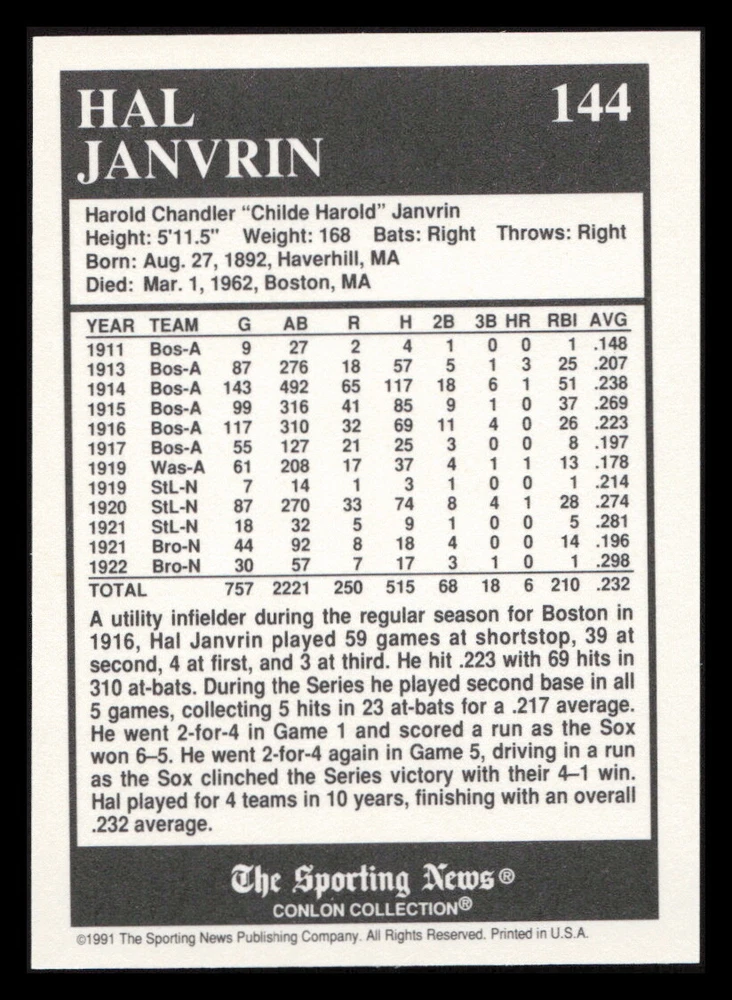 HAL 144
JANVRIN
Harold Chandler “Childe Harold” Janvrin
Height: 5'11.5" Weight: 168 Bats: Right Throws: Right
Born: Aug. 27, 1892, Haverhill, MA
Died: Mar. 1, 1962, Boston, MA
YEAR TEAM G AB R H 2B 3B HR RBI AVG
1911 Bos-A 9 27 2 4 1 0 0 1 .148
1913 Bos-A 87 276 18 57 5 1 3 25 .207
1914 Bos-A 143 492 65 117 18 6 1 51 .238
1915 Bos-A 99 316 41 85 9 1 0 37 .269
1916 Bos-A 117 310 32 69 11 4 0 26 .223
1917 Bos-A 55 127 21 25 3 0 0 8 .197
1919 Was-A 61 208 17 37 4 1 1 13 .178
1919 StL-N 7 14 1 3 1 0 0 1 .214
1920 StL-N 87 270 33 74 8 4 1 28 .274
1921 StL-N 18 32 5 9 1 0 0 5 .281
1921 Bro-N 44 92 8 18 4 0 0 14 .196
1922 Bro-N 30 57 7 17 3 1 0 1 .298
TOTAL 757 2221 250 515 68 18 6 210 .232
A utility infielder during the regular season for Boston in
1916, Hal Janvrin played 59 games at shortstop, 39 at
second, 4 at first, and 3 at third. He hit .223 with 69 hits in
310 at-bats. During the Series he played second base in all
5 games, collecting 5 hits in 23 at-bats for a .217 average.
He went 2-for-4 in Game 1 and scored a run as the Sox
won 6–5. He went 2-for-4 again in Game 5, driving in a run
as the Sox clinched the Series victory with their 4–1 win.
Hal played for 4 teams in 10 years, finishing with an overall
.232 average.
The Sporting News®
CONLON COLLECTION®
©1991 The Sporting News Publishing Company. All Rights Reserved. Printed in U.S.A.